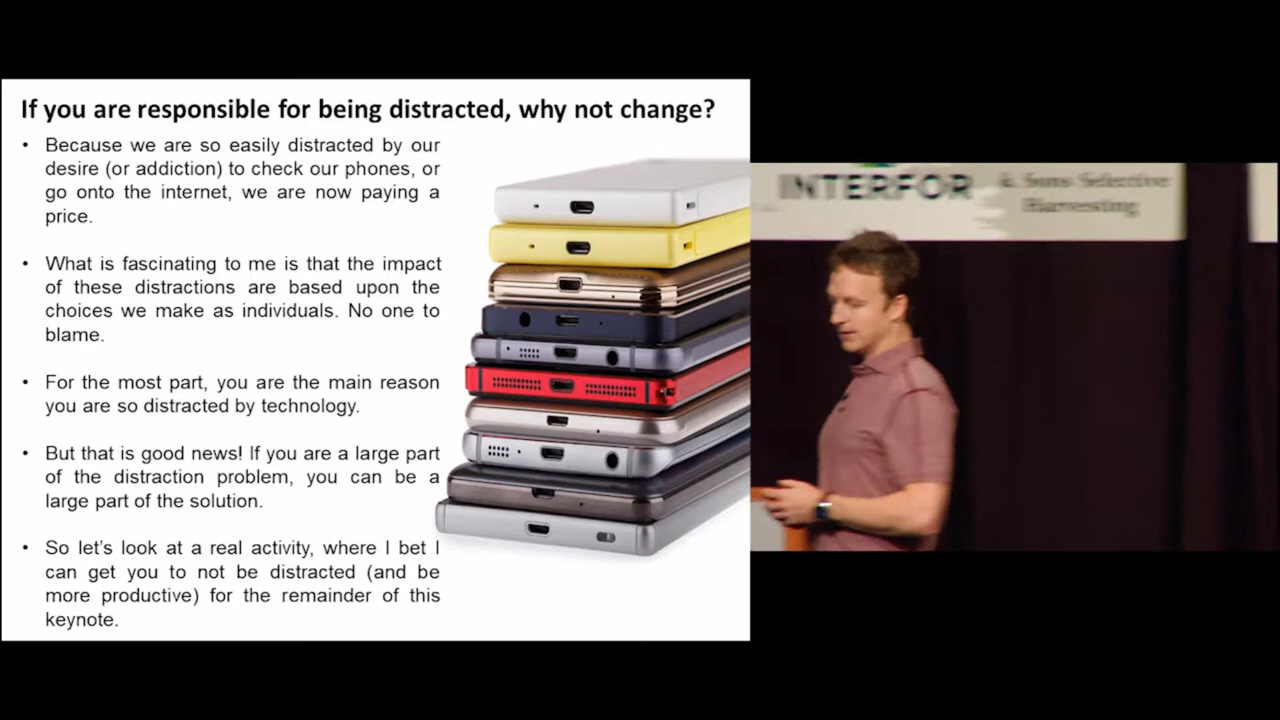 If you are responsible for being distracted, why not change?
• Because we are so easily distracted by our
desire (or addiction) to check our phones, or
go onto the internet, we are now paying a
price.
• What is fascinating to me is that the impact
of these distractions are based upon the
choices we make as individuals. No one to
blame.
• For the most part, you are the main reason
you are so distracted by technology.
• But that is good news! If you are a large part
of the distraction problem, you can be a
large part of the solution.
• So let’s look at a real activity, where I bet I
can get you to not be distracted (and be
more productive) for the remainder of this
keynote.
INTERFOR
& Sons Selective
Harvesting